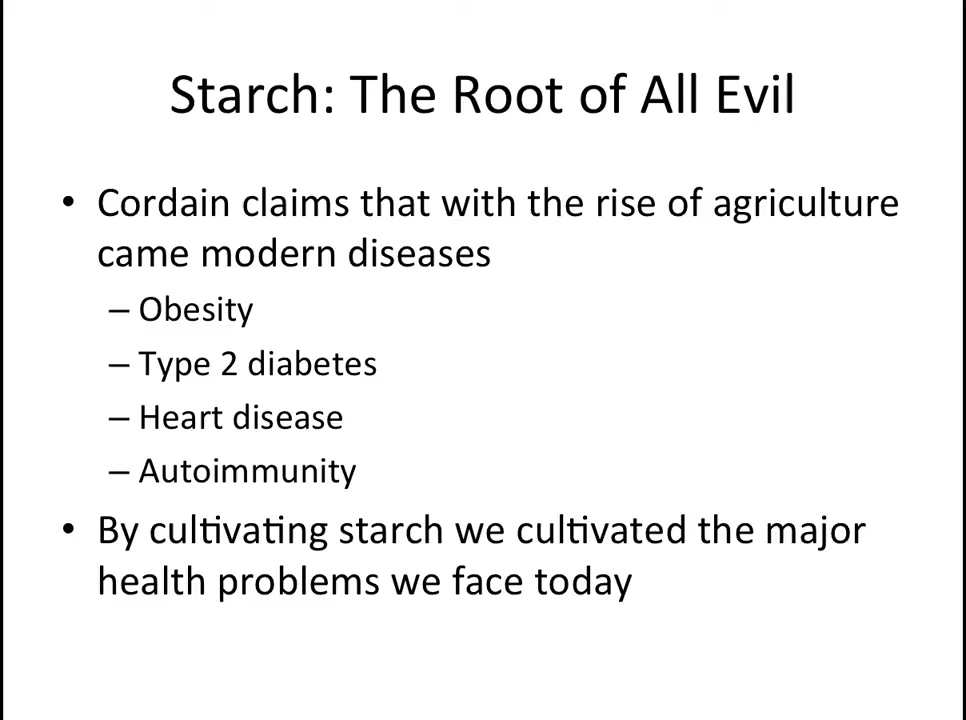 Starch: The Root of All Evil
• Cordain claims that with the rise of agriculture
came modern diseases
– Obesity
– Type 2 diabetes
– Heart disease
– Autoimmunity
• By cultivating starch we cultivated the major
health problems we face today